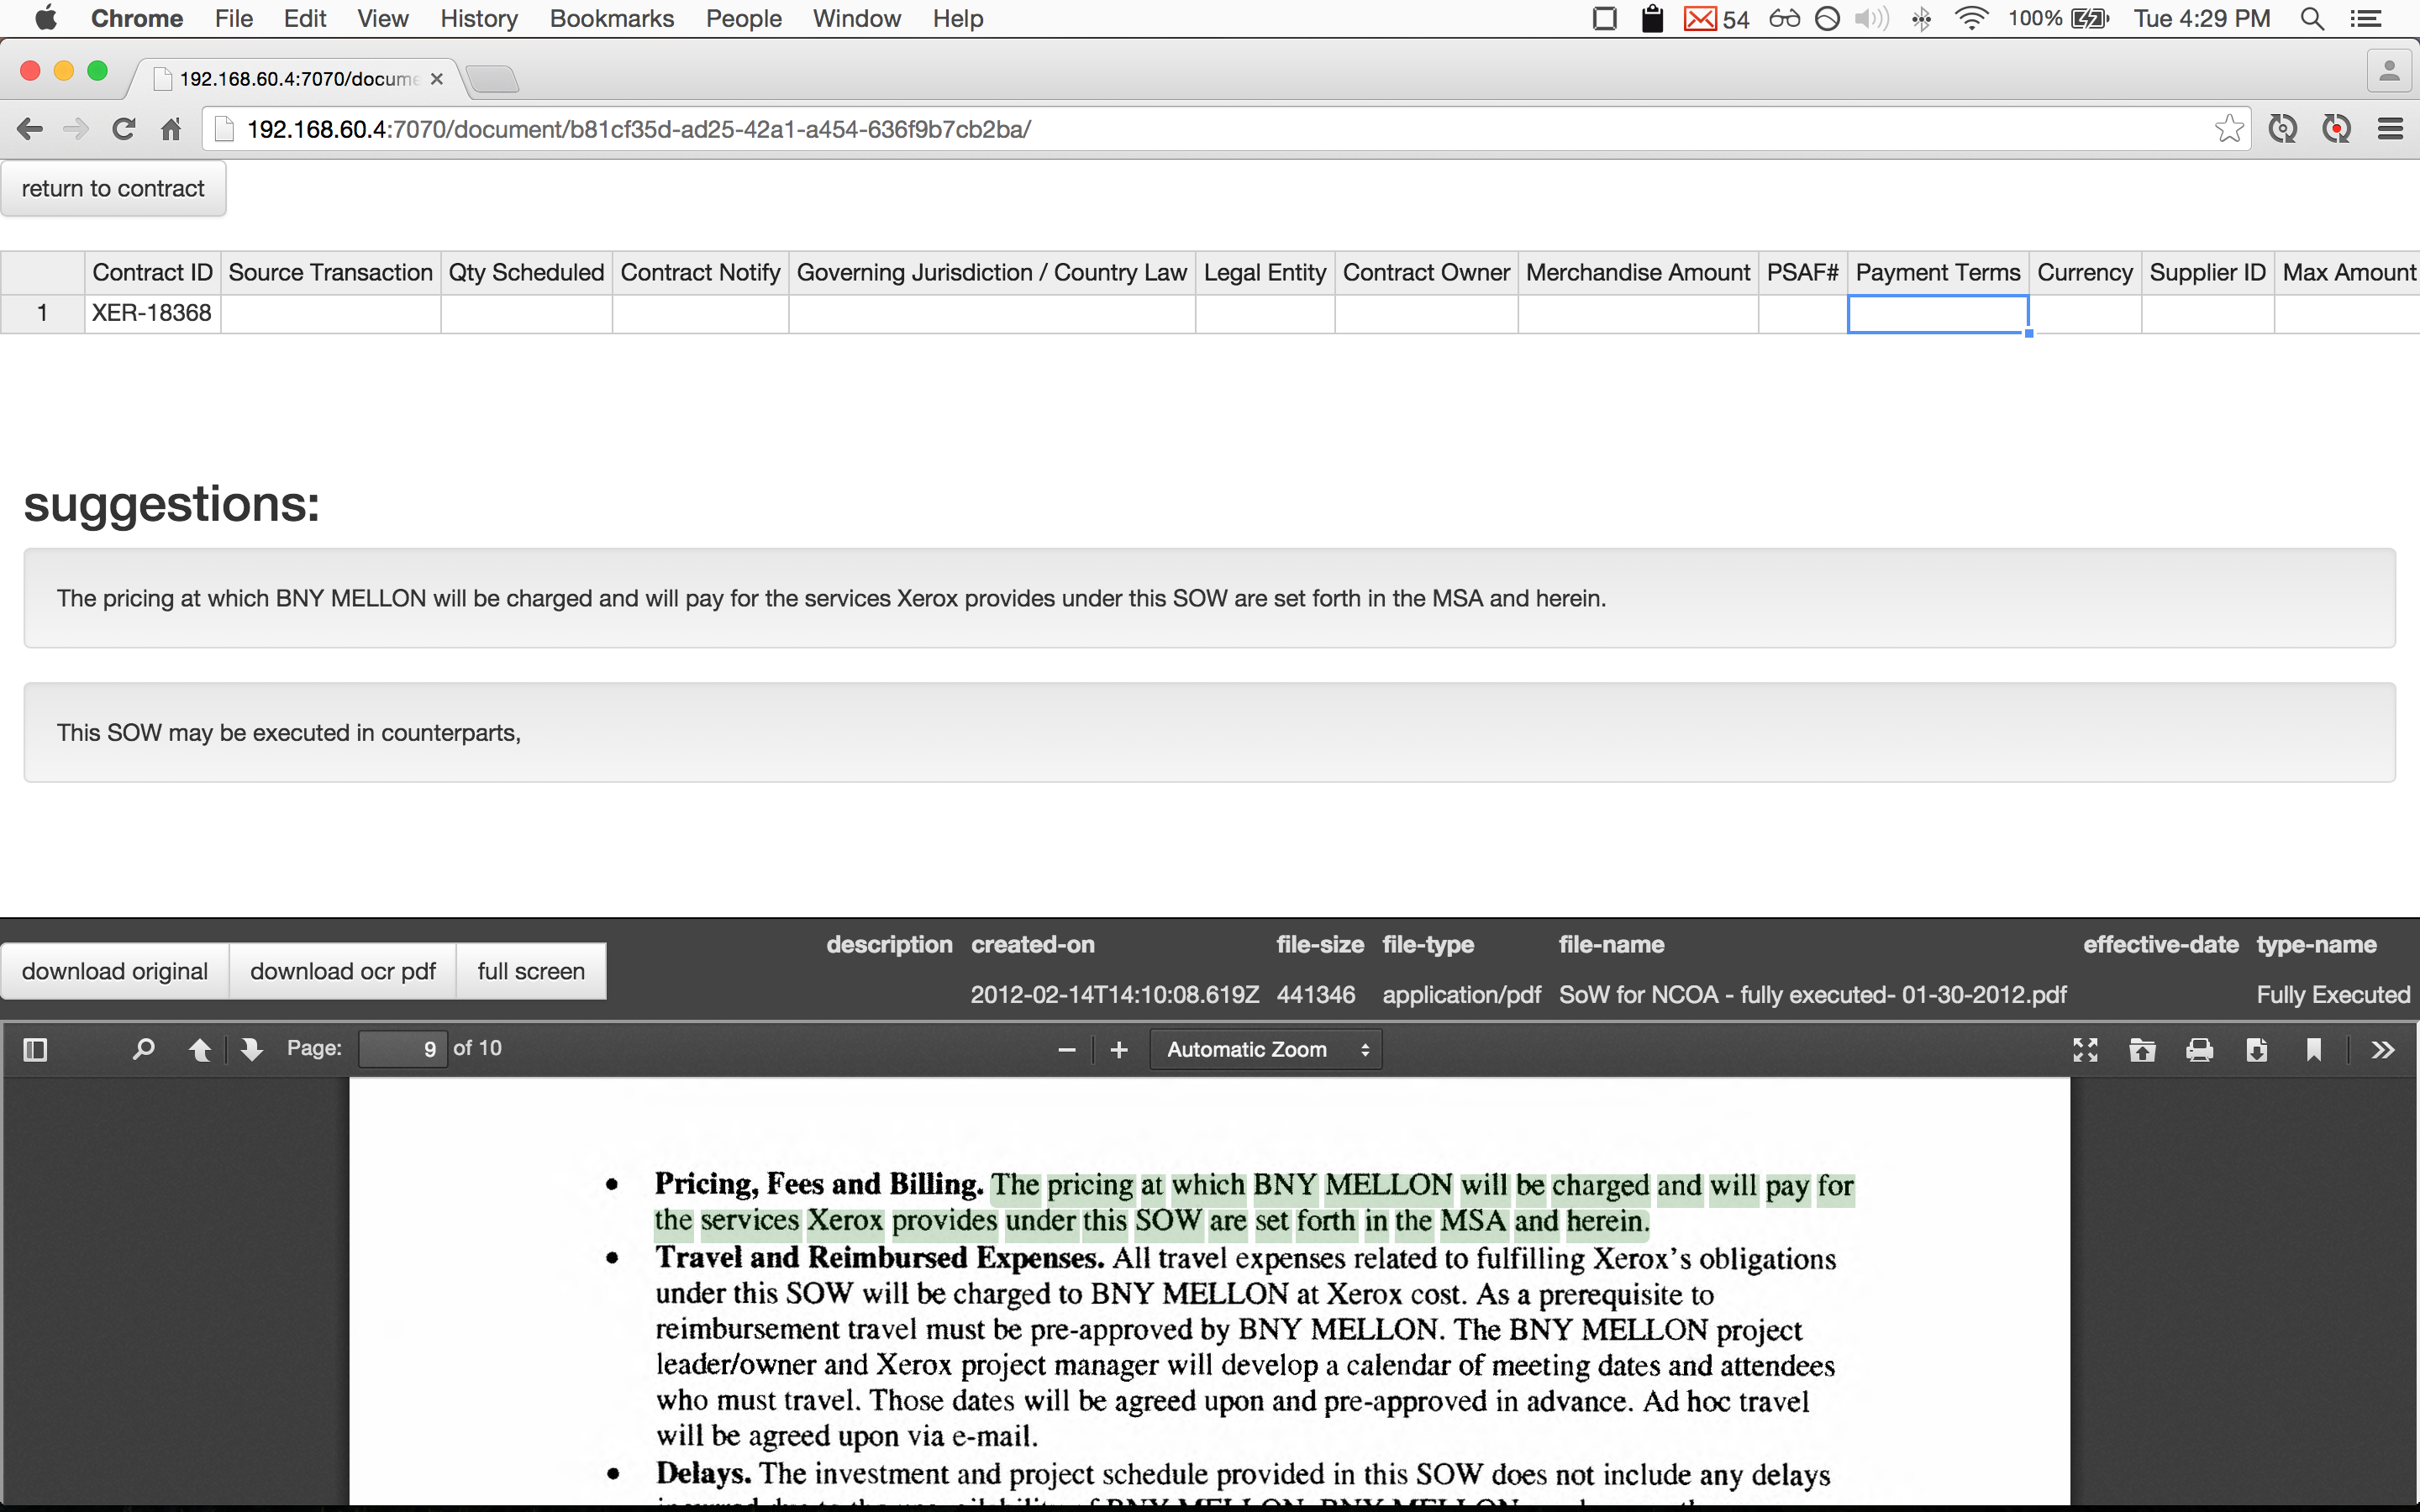 Chrome File Edit View History Bookmarks People Window Help 54 100% Tue 4:29 PM
192.168.60.4:7070/docume
192.168.60.4:7070/document/b81cf35d-ad25-42a1-a454-636f9b7cb2ba/
return to contract
Contract ID Source Transaction Qty Scheduled Contract Notify Governing Jurisdiction / Country Law Legal Entity Contract Owner Merchandise Amount PSAF# Payment Terms Currency Supplier ID Max Amount
1 XER-18368
suggestions:
The pricing at which BNY MELLON will be charged and will pay for the services Xerox provides under this SOW are set forth in the MSA and herein.
This SOW may be executed in counterparts,
download original download ocr pdf full screen
description created-on file-size file-type file-name effective-date type-name
2012-02-14T14:10:08.619Z 441346 application/pdf SoW for NCOA - fully executed- 01-30-2012.pdf Fully Executed
Page: 9 of 10 Automatic Zoom
• Pricing, Fees and Billing. The pricing at which BNY MELLON will be charged and will pay for
the services Xerox provides under this SOW are set forth in the MSA and herein.
• Travel and Reimbursed Expenses. All travel expenses related to fulfilling Xerox's obligations
under this SOW will be charged to BNY MELLON at Xerox cost. As a prerequisite to
reimbursement travel must be pre-approved by BNY MELLON. The BNY MELLON project
leader/owner and Xerox project manager will develop a calendar of meeting dates and attendees
who must travel. Those dates will be agreed upon and pre-approved in advance. Ad hoc travel
will be agreed upon via e-mail.
• Delays. The investment and project schedule provided in this SOW does not include any delays